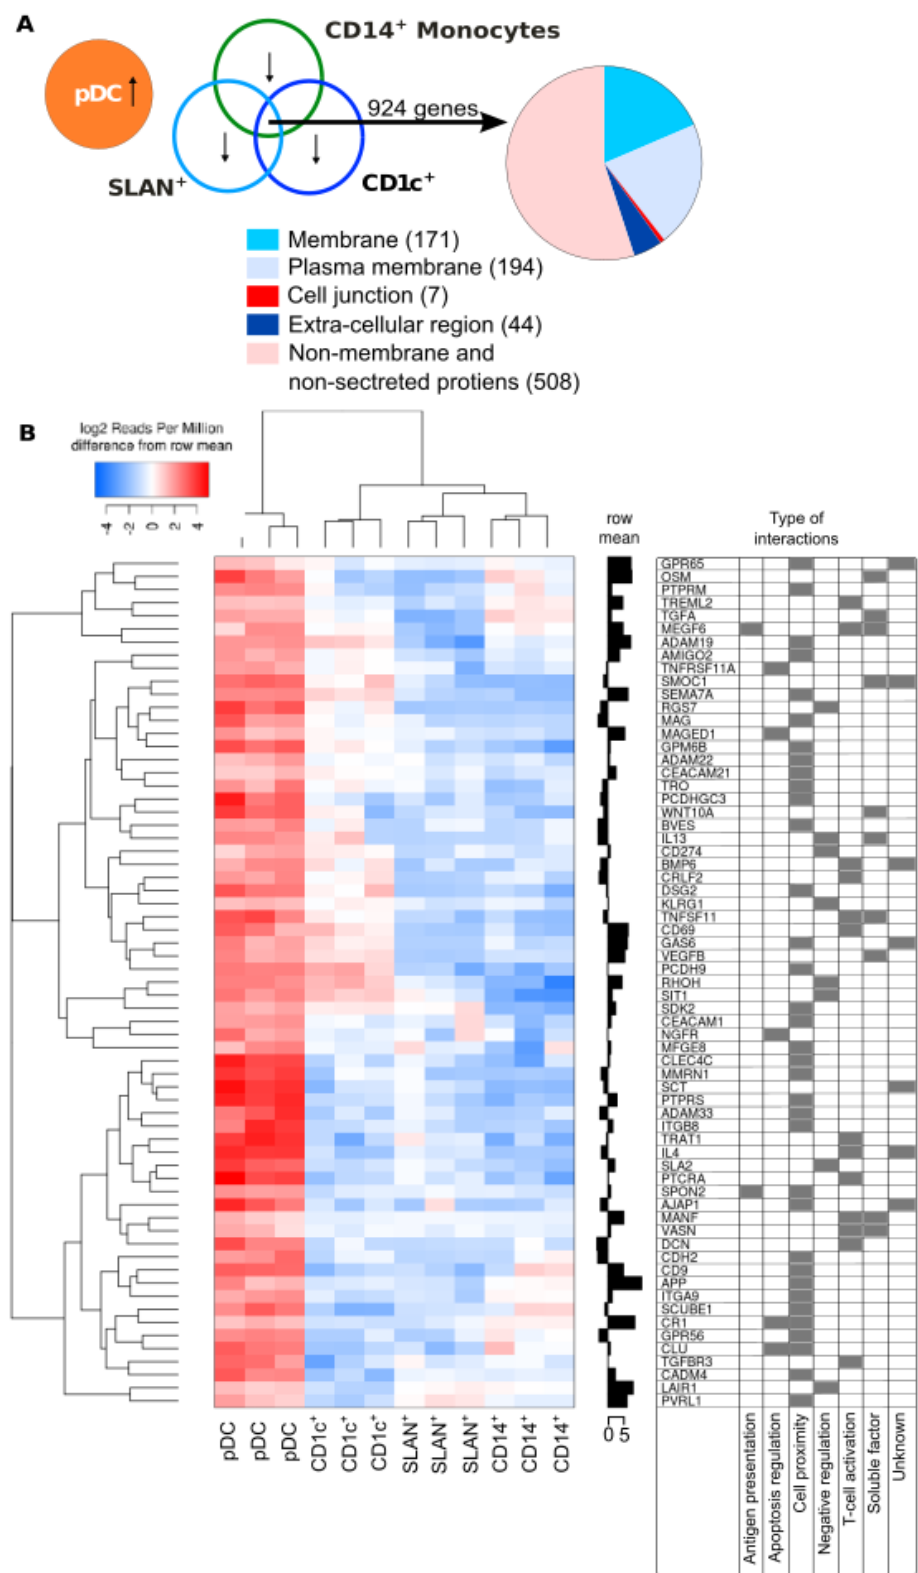 A
CD14+ Monocytes
pDC
924 genes
SLAN+
CD1c+
Membrane (171)
Plasma membrane (194)
Cell junction (7)
Extra-cellular region (44)
Non-membrane and
non-sectreted protiens (508)
B
log2 Reads Per Million
difference from row mean
-4 -2 0 2 4
row
mean
Type of
interactions
GPR65
OSM
PTPRM
TREML2
TGFA
MEGF6
ADAM19
AMIGO2
TNFRSF11A
SMOC1
SEMA7A
RGS7
MAG
MAGED1
GPM6B
ADAM22
CEACAM21
TRO
PCDHGC3
WNT10A
BVES
IL13
CD274
BMP6
CRLF2
DSG2
KLRG1
TNFSF11
CD69
GAS6
VEGFB
PCDH9
RHOH
SIT1
SDK2
CEACAM1
NGFR
MFGE8
CLEC4C
MMRN1
SCT
PTPRS
ADAM33
ITGB8
TRAT1
IL4
SLA2
PTCRA
SPON2
AJAP1
MANF
VASN
DCN
CDH2
CD9
APP
ITGA9
SCUBE1
CR1
GPR56
CLU
TGFBR3
CADM4
LAIR1
PVRL1
pDC
pDC
pDC
CD1c+
CD1c+
CD1c+
SLAN+
SLAN+
SLAN+
CD14+
CD14+
CD14+
0 5
Antigen presentation
Apoptosis regulation
Cell proximity
Negative regulation
T-cell activation
Soluble factor
Unknown